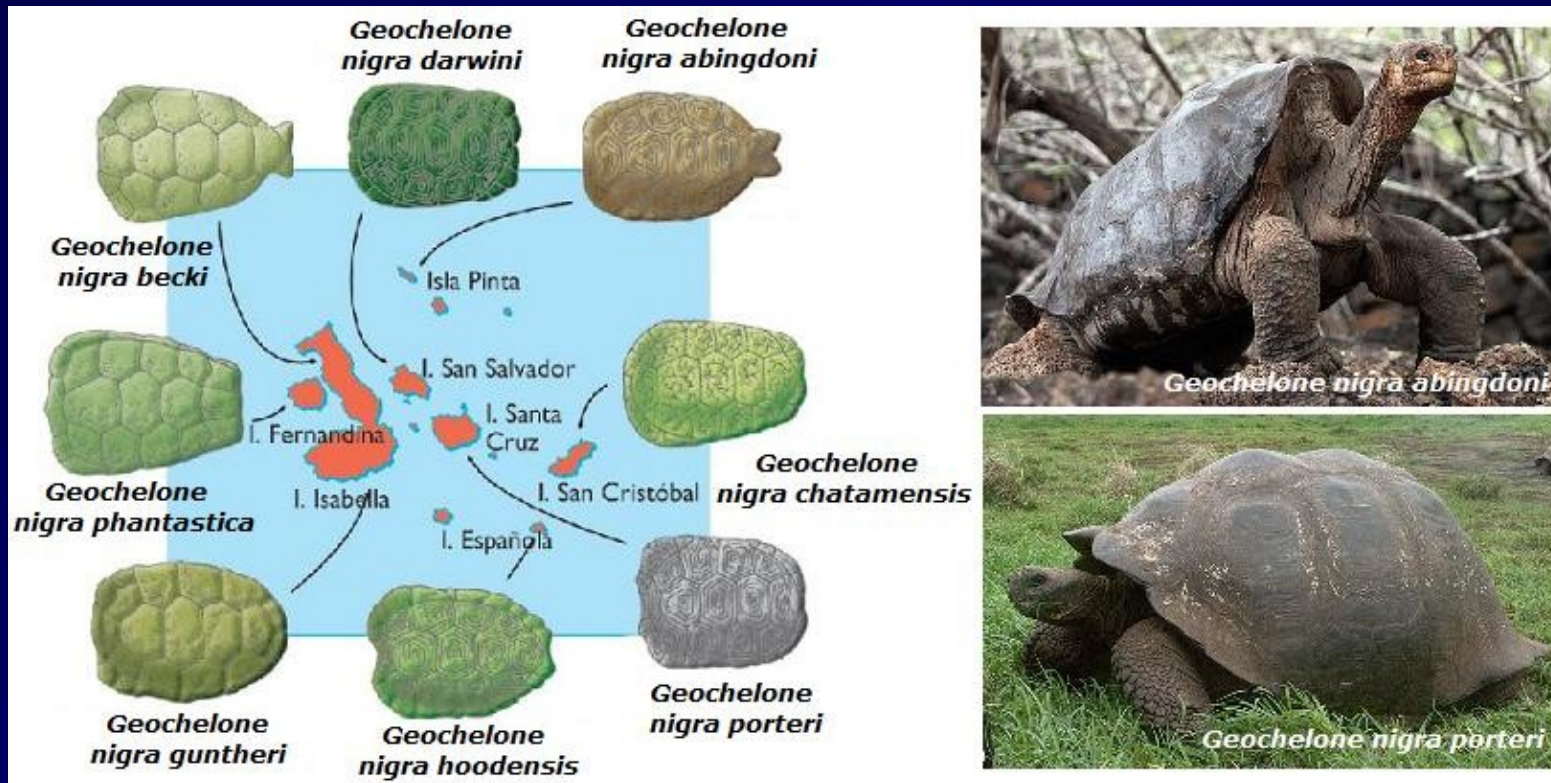 Geochelone
nigra darwini
Geochelone
nigra abingdoni
Geochelone
nigra becki
Isla Pinta
I. San Salvador
I. Santa
Cruz
I. Fernandina
I. San Cristóbal
I. Isabella
I. Española
Geochelone
nigra phantastica
Geochelone
nigra chatamensis
Geochelone
nigra guntheri
Geochelone
nigra hoodensis
Geochelone
nigra porteri
Geochelone nigra abingdoni
Geochelone nigra porteri